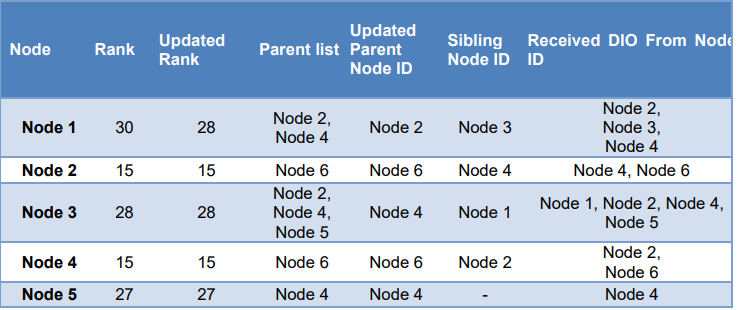 Node Rank Updated Rank Parent list Updated Parent Node ID Sibling Node ID Received DIO From Node ID
Node 1 30 28 Node 2, Node 4 Node 2 Node 3 Node 2, Node 3, Node 4
Node 2 15 15 Node 6 Node 6 Node 4 Node 4, Node 6
Node 3 28 28 Node 2, Node 4, Node 5 Node 4 Node 1 Node 1, Node 2, Node 4, Node 5
Node 4 15 15 Node 6 Node 6 Node 2 Node 2, Node 6
Node 5 27 27 Node 4 Node 4 - Node 4